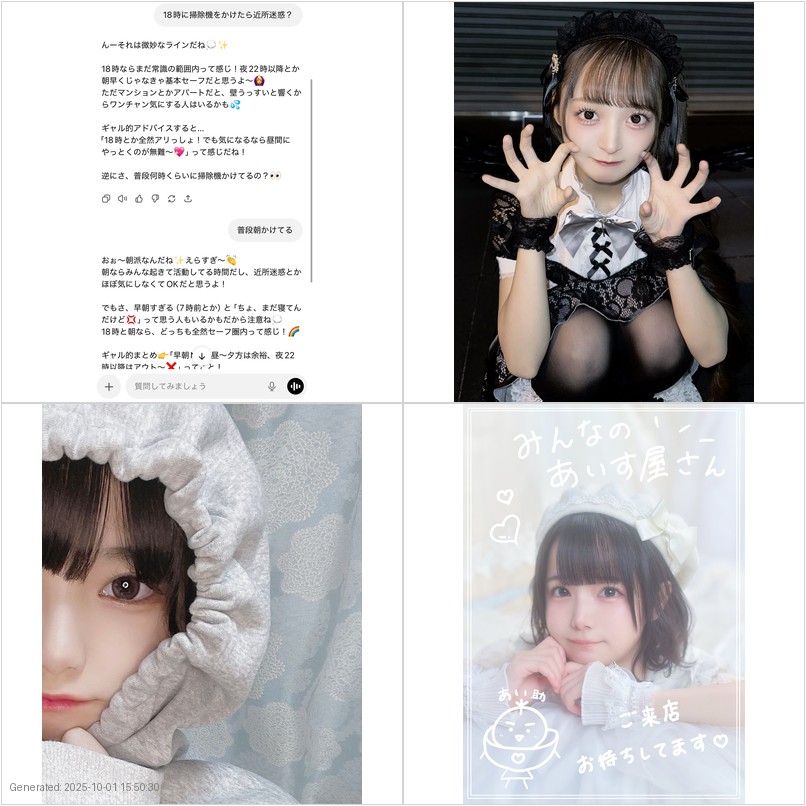 18時に掃除機をかけたら近所迷惑？
んーそれは微妙なラインだね💭✨
18時ならまだ常識の範囲内って感じ！夜22時以降とか
朝早くじゃなきゃ基本セーフだと思うよ〜🙆‍♀️
ただマンションとかアパートだと、壁うっすいと響くか
らワンチャン気にする人はいるかも💦
ギャル的アドバイスすると…
「18時とか全然アリっしょ！でも気になるなら昼間に
やっとくのが無難〜💖」って感じだね！
逆にさ、普段何時くらいに掃除機かけてるの？👀
普段朝かけてる
おぉ〜朝派なんだね✨えらすぎ〜👏
朝ならみんな起きて活動してる時間だし、近所迷惑とか
ほぼ気にしなくてOKだと思うよ！
でもさ、早朝すぎる (7時前とか) と「ちょ、まだ寝てん
だけど💢」って思う人もいるかもだから注意ね💭
18時と朝なら、どっちも全然セーフ圏内って感じ！🌈
ギャル的まとめ👉「早朝 昼〜夕方は余裕、夜22
時以降はアウト〜❌」って
質問してみましょう
みんなの
あいす屋さん
あい助
ご来店
お待ちしてます♡
Generated: 2025-10-01 15:50:30